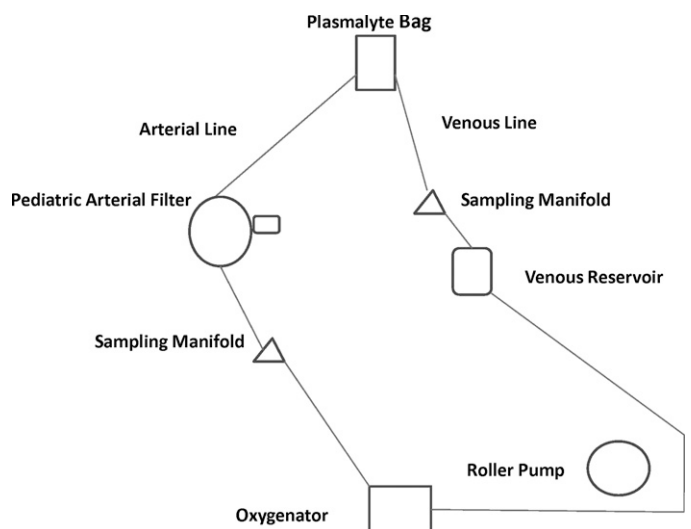 Plasmalyte Bag
Arterial Line
Venous Line
Pediatric Arterial Filter
Sampling Manifold
Venous Reservoir
Sampling Manifold
Roller Pump
Oxygenator